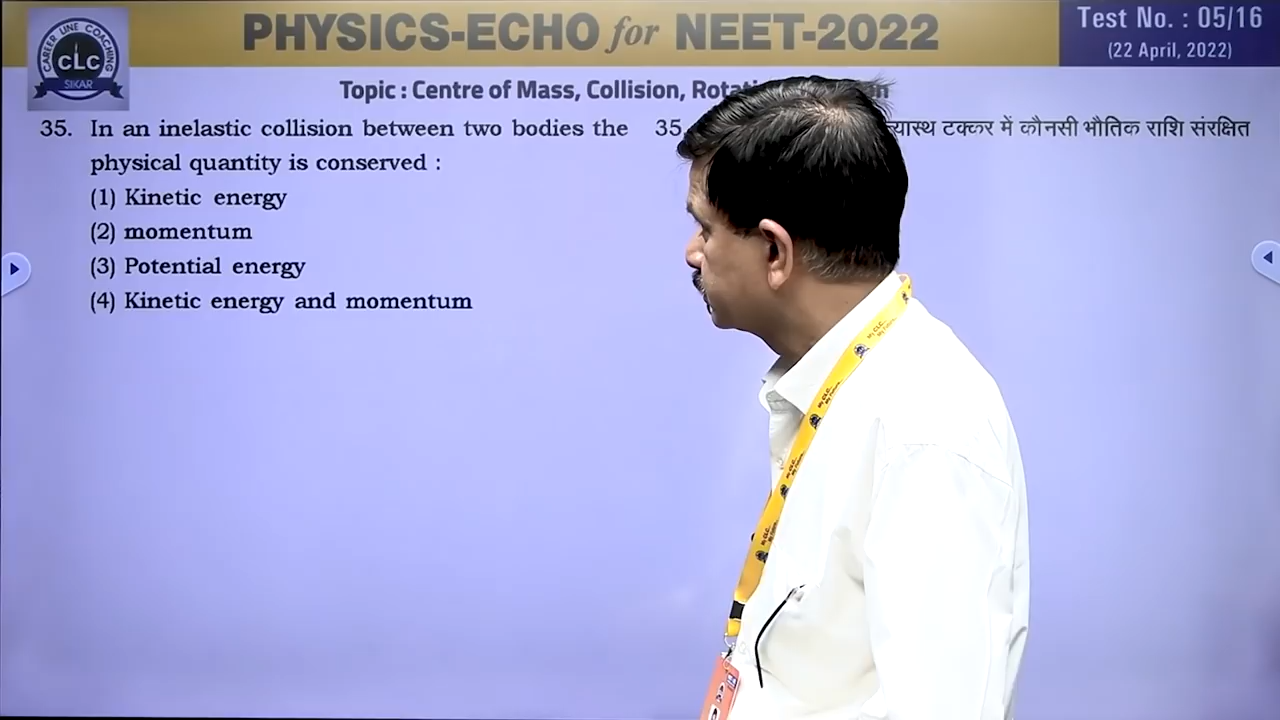 PHYSICS-ECHO for NEET-2022
Test No. : 05/16
(22 April, 2022)
CAREER LINE COACHING
CLC
SIKAR
Topic : Centre of Mass, Collision,
35. In an inelastic collision between two bodies the
physical quantity is conserved :
(1) Kinetic energy
(2) momentum
(3) Potential energy
(4) Kinetic energy and momentum
35. टक्कर में कौनसी भौतिक राशि संरक्षित